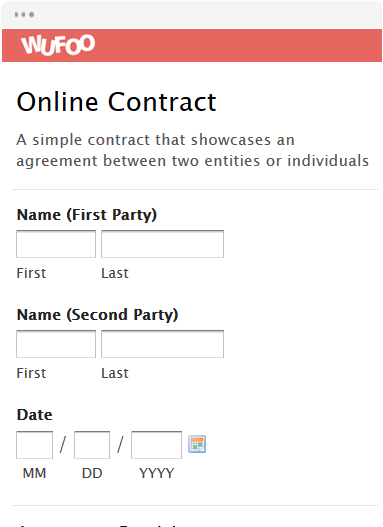 WUFOO
Online Contract
A simple contract that showcases an
agreement between two entities or individuals
Name (First Party)
First Last
Name (Second Party)
First Last
Date
/ /
MM DD YYYY